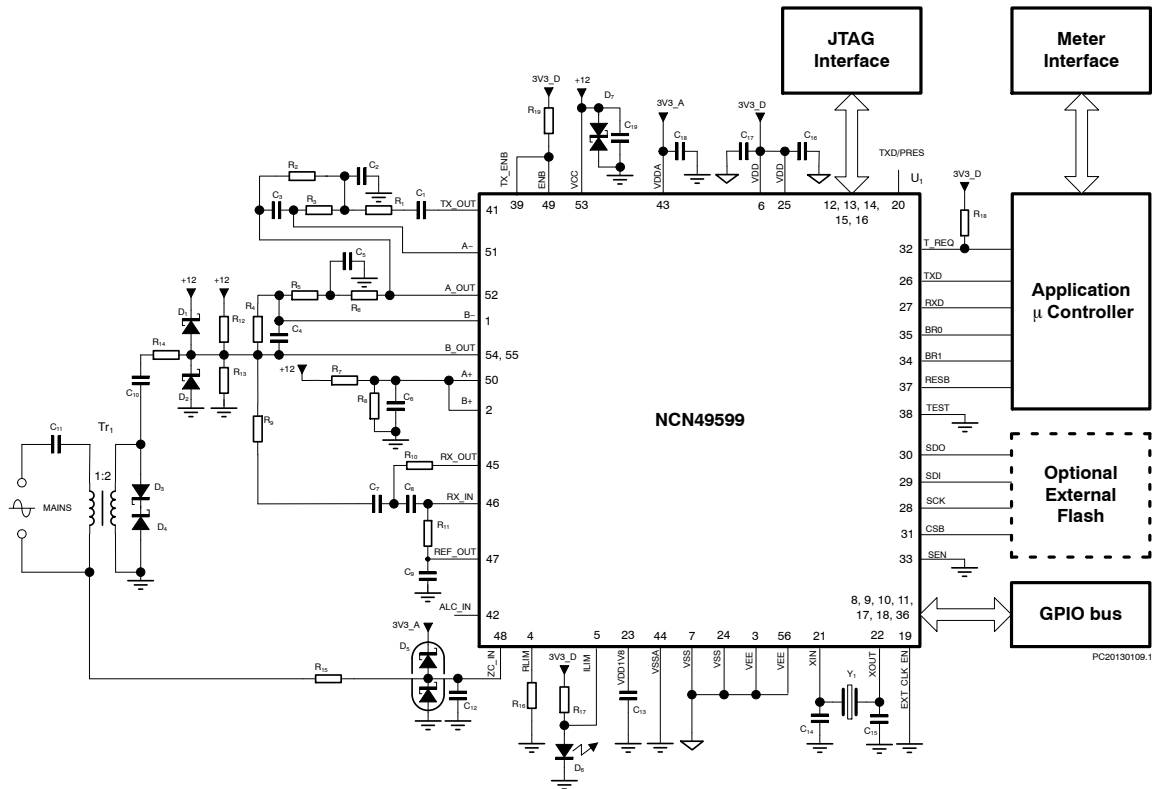 JTAG
Interface
Meter
Interface
3V3_D
+12
D7
3V3_A
3V3_D
R19
C19
C18
C17
C16
TXD/PRES
TX_ENB
ENB
VCC
VDDA
VDD
VDD
U1
R2
C2
C3
R3
R1
C1
TX_OUT
41
39
49
53
43
6
25
12, 13, 14,
15, 16
20
3V3_D
R18
A−
51
32
T_REQ
C5
26
TXD
R5
R6
A_OUT
52
27
RXD
Application
μ Controller
+12
+12
D1
R12
R4
C4
B−
1
35
BR0
R14
B_OUT
54, 55
34
BR1
D2
R13
+12
R7
A+
50
37
RESB
C10
R8
C6
B+
2
38
TEST
NCN49599
C11
Tr1
R9
R10
RX_OUT
45
30
SDO
1:2
D3
C7
C8
RX_IN
46
29
SDI
Optional
External
Flash
MAINS
D4
R11
28
SCK
31
CSB
REF_OUT
47
33
SEN
C9
ALC_IN
42
8, 9, 10, 11,
17, 18, 36
GPIO bus
3V3_A
D5
48
4
5
23
44
7
24
3
56
21
22
19
PC20130109.1
R15
C12
ZC_IN
RLIM
ILIM
VDD1V8
VSSA
VSS
VSS
VEE
VEE
XIN
XOUT
EXT_CLK_EN
3V3_D
R16
R17
C13
Y1
C14
C15
D6